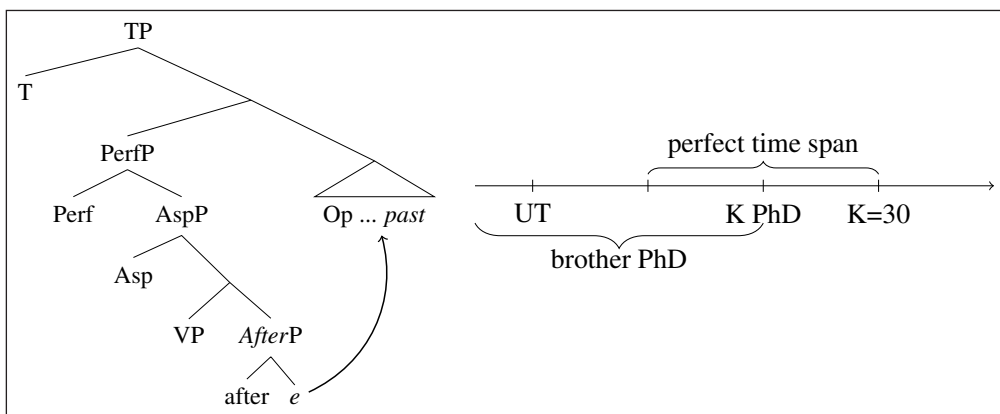 TP
T
PerfP
Perf AspP
Op ... past
Asp
VP AfterP
after e
perfect time span
UT K PhD K=30
brother PhD